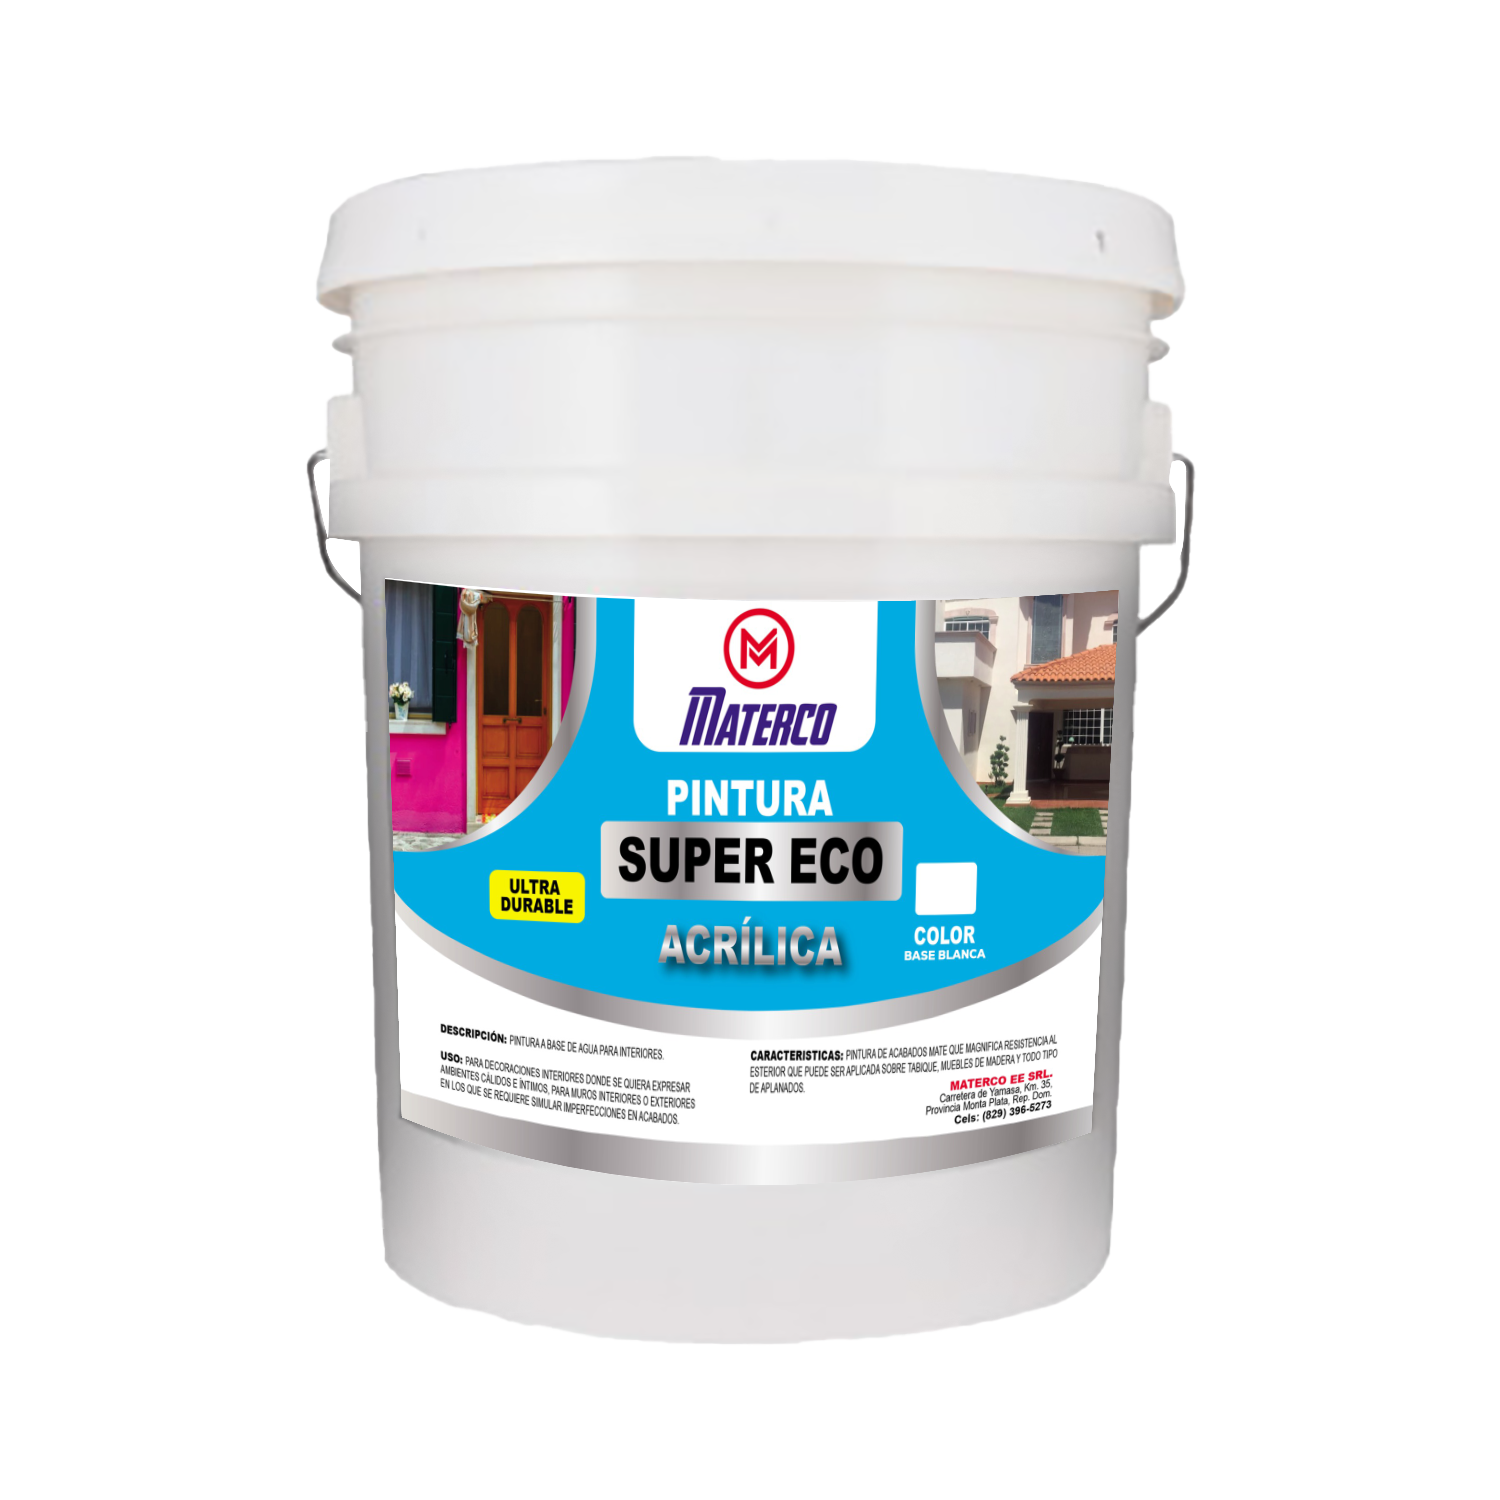 MATERCO
PINTURA
SUPER ECO
ULTRA
DURABLE
ACRÍLICA
COLOR
BASE BLANCA
DESCRIPCIÓN: PINTURA A BASE DE AGUA PARA INTERIORES.
USO: PARA DECORACIONES INTERIORES DONDE SE QUIERA EXPRESAR
AMBIENTES CÁLIDOS E ÍNTIMOS, PARA MUROS INTERIORES O EXTERIORES
EN LOS QUE SE REQUIERE SIMULAR IMPERFECCIONES EN ACABADOS.
CARACTERISTICAS: PINTURA DE ACABADOS MATE QUE MAGNIFICA RESISTENCIA AL
ESTERIOR QUE PUEDE SER APLICADA SOBRE TABIQUE, MUEBLES DE MADERA Y TODO TIPO
DE APLANADOS.
MATERCO EE SRL.
Carretera de Yamasa, Km. 35,
Provincia Monta Plata, Rep. Dom.
Cels: (829) 396-5273